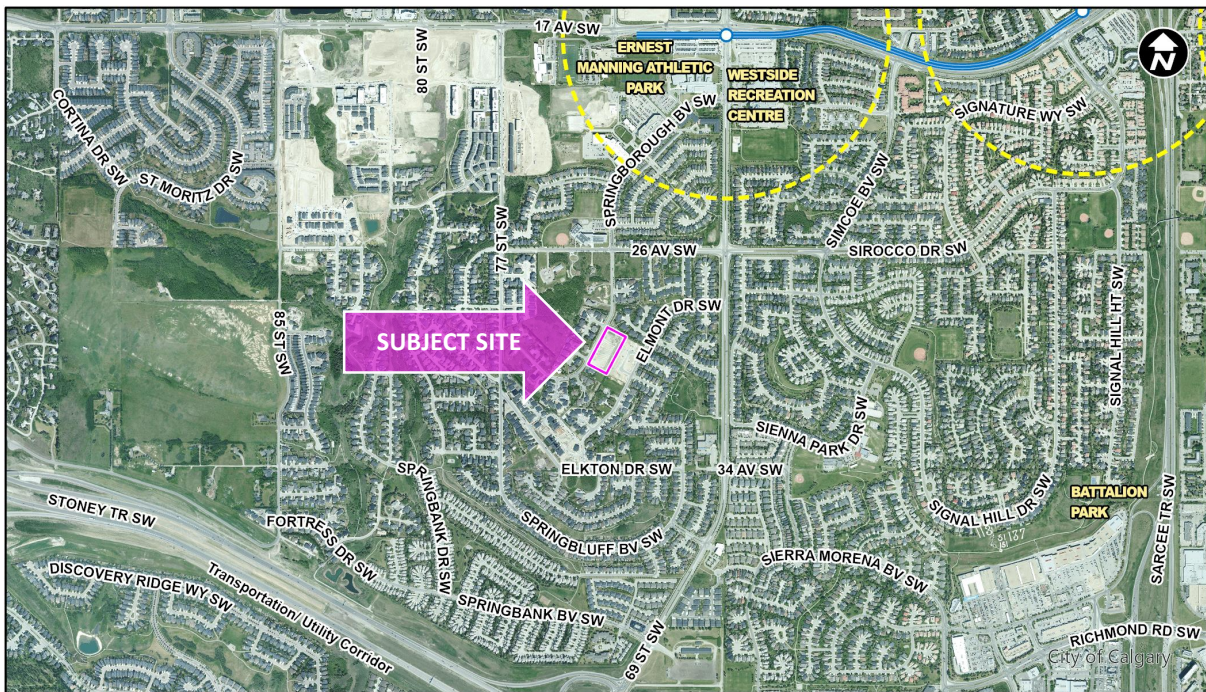 17 AV SW
80 ST SW
ERNEST
MANNING ATHLETIC
PARK
WESTSIDE
RECREATION
CENTRE
N
CORTINA DR SW
ST MORITZ DR SW
SPRINGBOROUGH BV SW
SIGNATURE WY SW
SIMCOE BV SW
77 ST SW
26 AV SW
SIROCCO DR SW
85 ST SW
SUBJECT SITE
ELMONT DR SW
SIGNAL HILL HT SW
SIENNA PARK DR SW
ELKTON DR SW
34 AV SW
SPRINGBANK DR SW
SPRINGBLUFF BV SW
SIGNAL HILL DR SW
BATTALION
PARK
STONEY TR SW
FORTRESS DR SW
SARCEE TR SW
SIERRA MORENA BV SW
DISCOVERY RIDGE WY SW
Transportation/ Utility Corridor
SPRINGBANK BV SW
69 ST SW
RICHMOND RD SW
City of Calgary